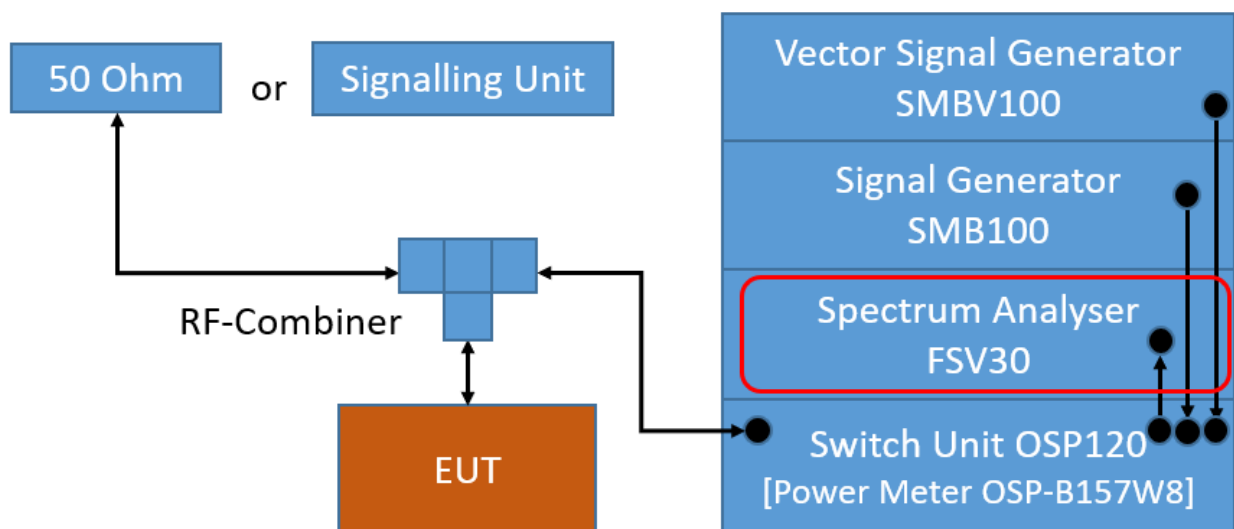 50 Ohm
or
Signalling Unit
RF-Combiner
EUT
Vector Signal Generator
SMBV100
Signal Generator
SMB100
Spectrum Analyser
FSV30
Switch Unit OSP120
[Power Meter OSP-B157W8]